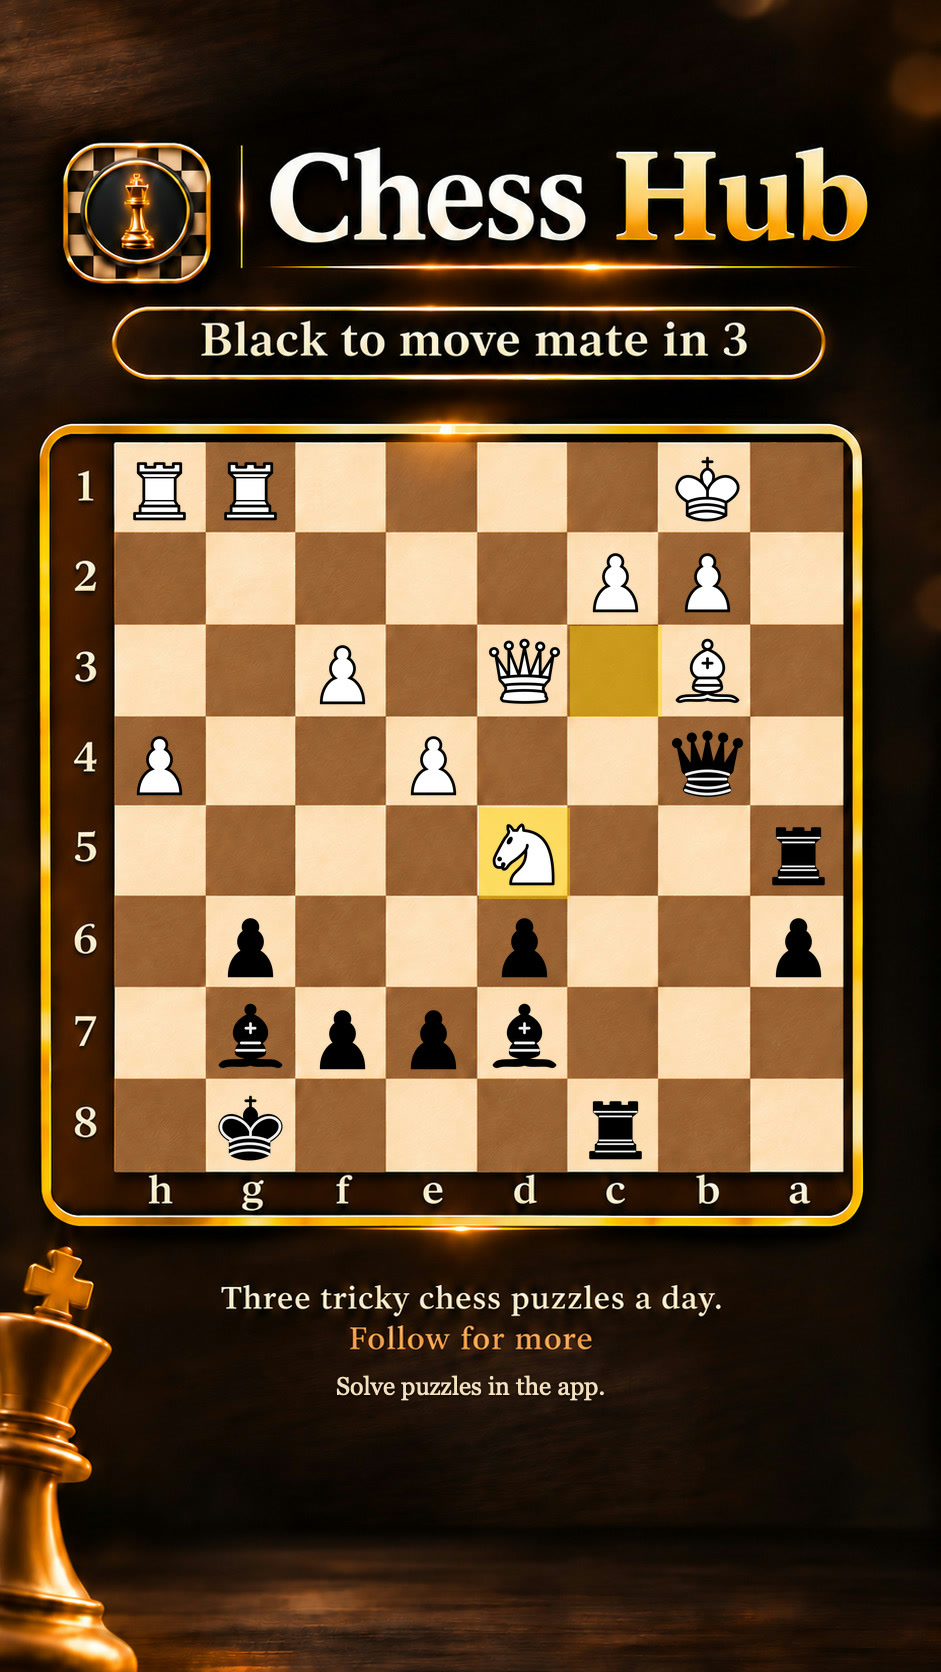 Chess Hub
Black to move mate in 3
1
2
3
4
5
6
7
8
h g f e d c b a
Three tricky chess puzzles a day.
Follow for more
Solve puzzles in the app.